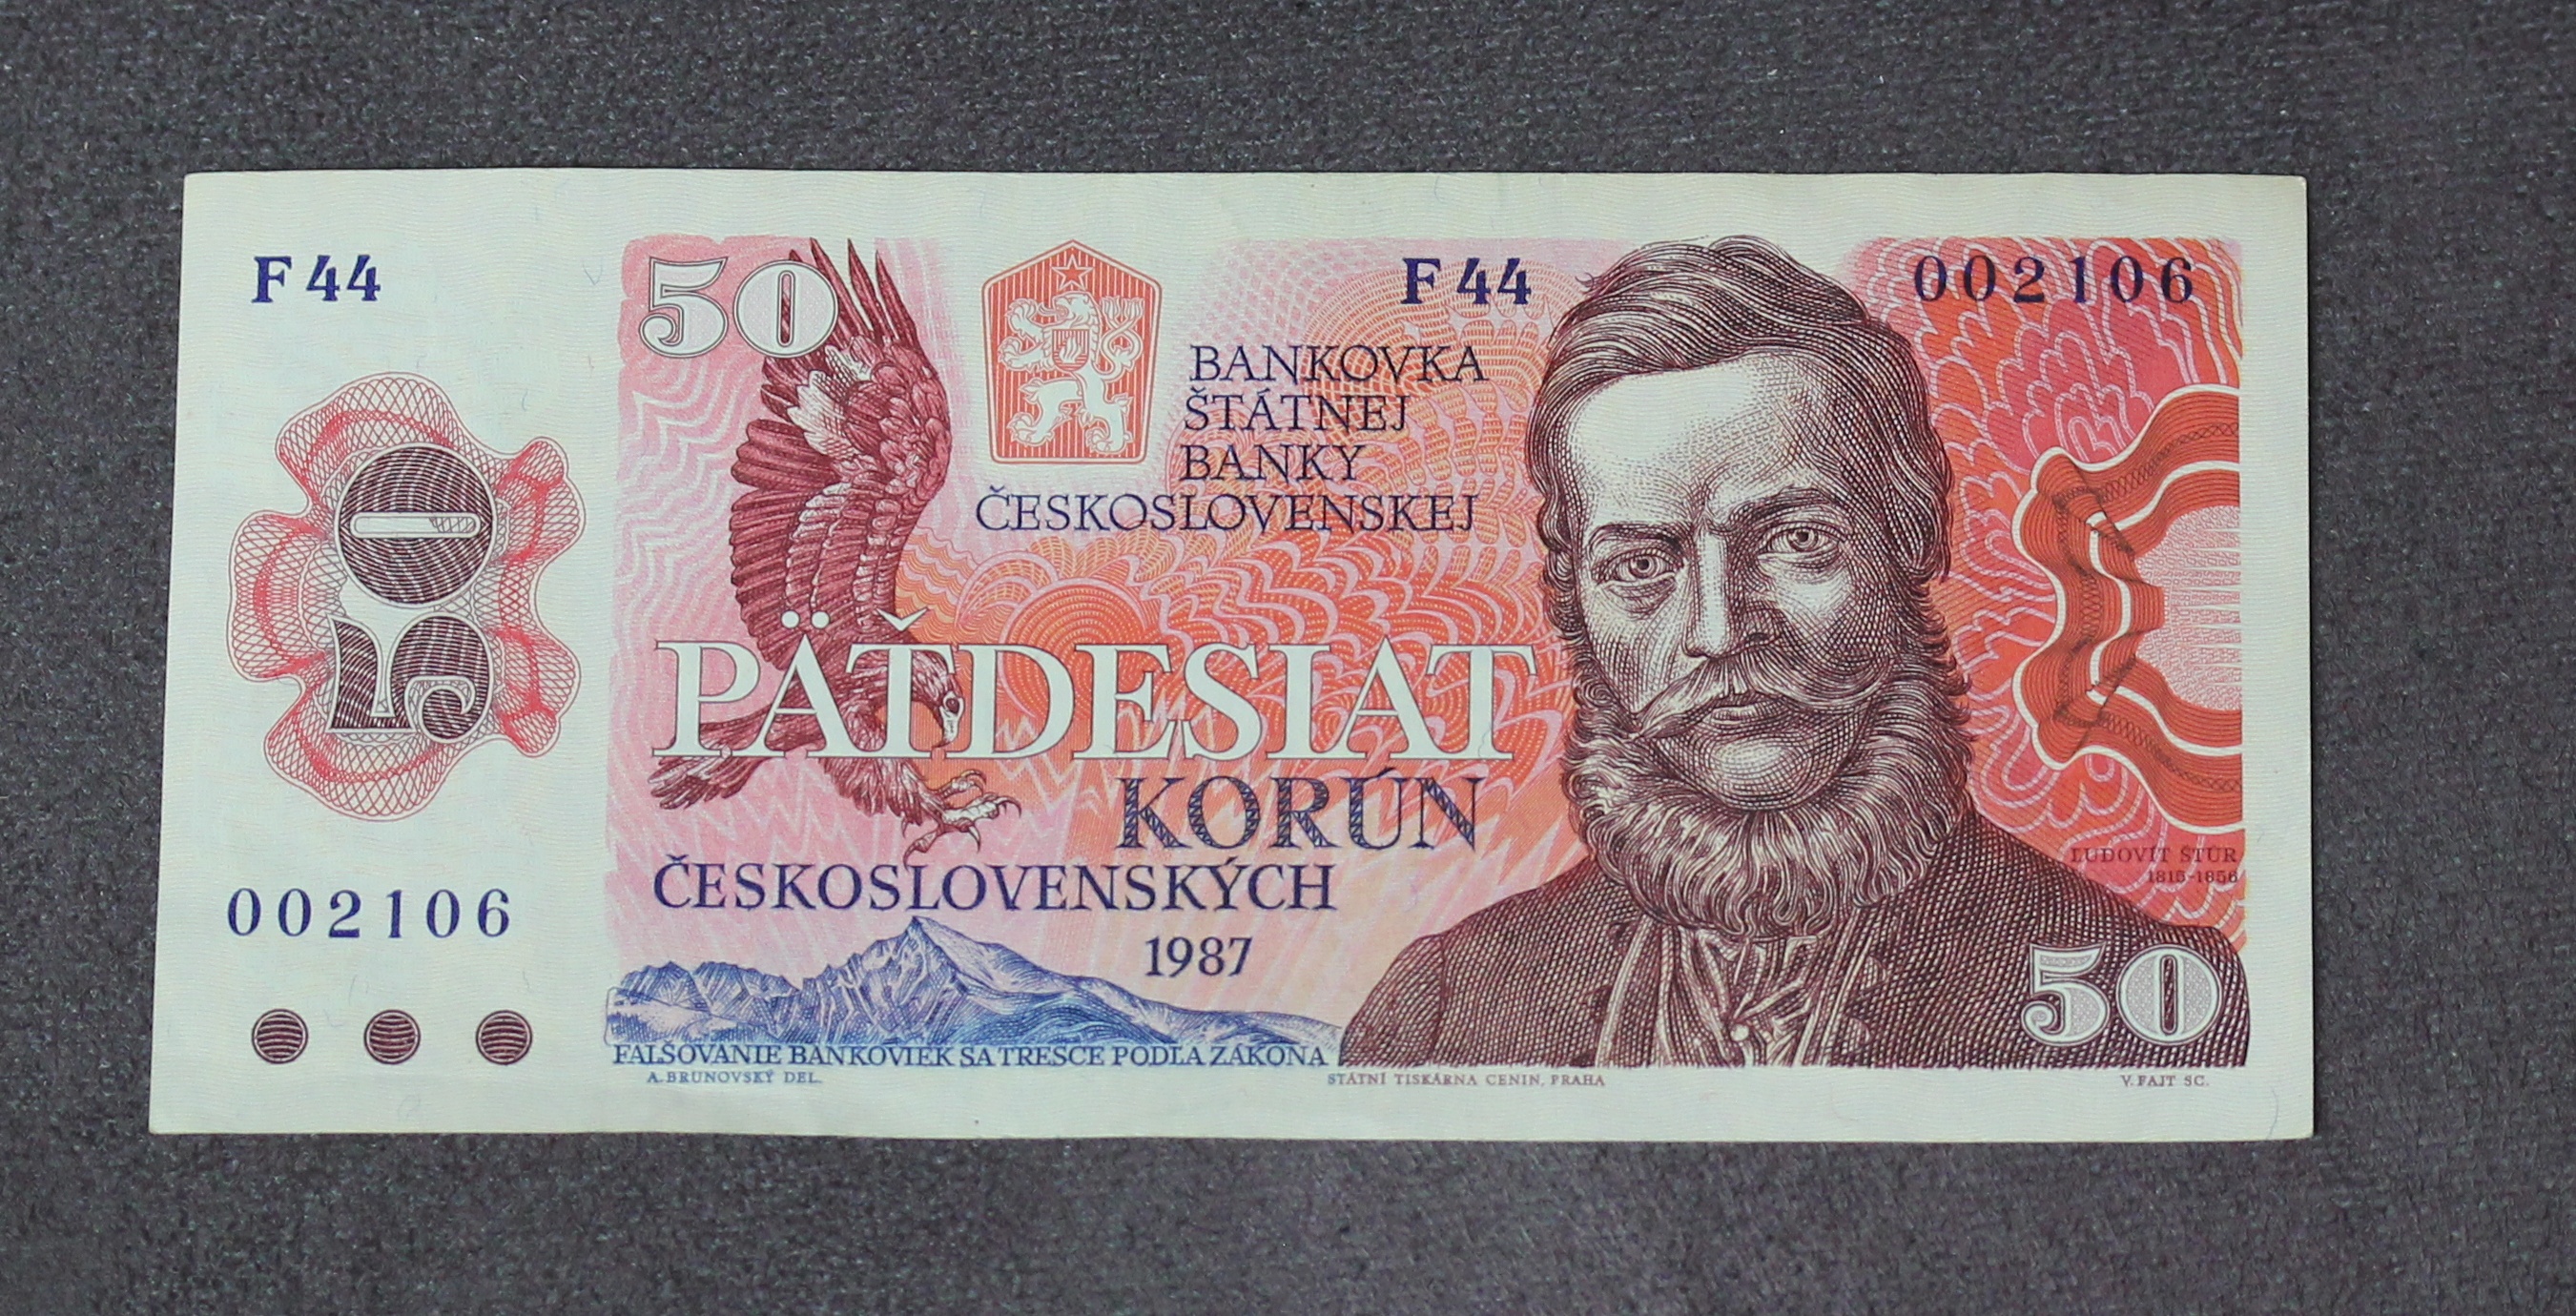 F 44
50
002106
50
F 44
002106
BANKOVKA
ŠTÁTNEJ
BANKY
ČESKOSLOVENSKEJ
PÄŤDESIAT
KORÚN
ČESKOSLOVENSKÝCH
1987
ĽUDOVÍT ŠTÚR
1815-1856
50
FALŠOVANIE BANKOVIEK SA TRESCE PODĽA ZÁKONA
A. BRUNOVSKÝ DEL.
STÁTNÍ TISKÁRNA CENIN, PRAHA
V. FAJT SC.